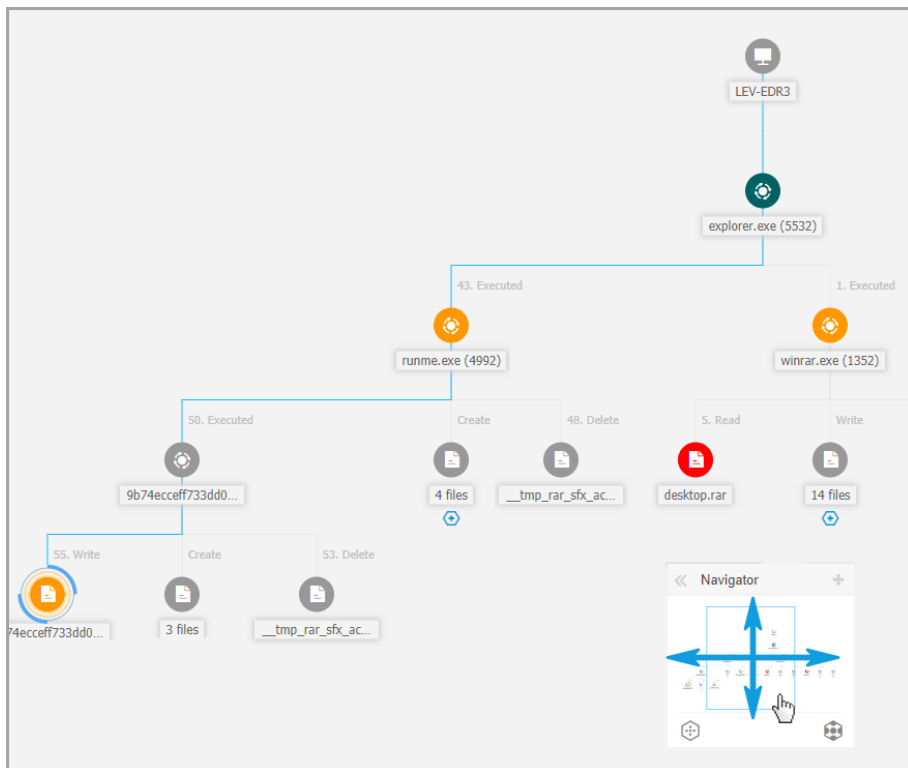 LEV-EDR3
explorer.exe (5532)
43. Executed
1. Executed
runme.exe (4992)
winrar.exe (1352)
50. Executed
Create
48. Delete
5. Read
Write
9b74ecceff733dd0...
4 files
__tmp_rar_sfx_ac...
desktop.rar
14 files
55. Write
Create
53. Delete
74ecceff733dd0...
3 files
__tmp_rar_sfx_ac...
Navigator